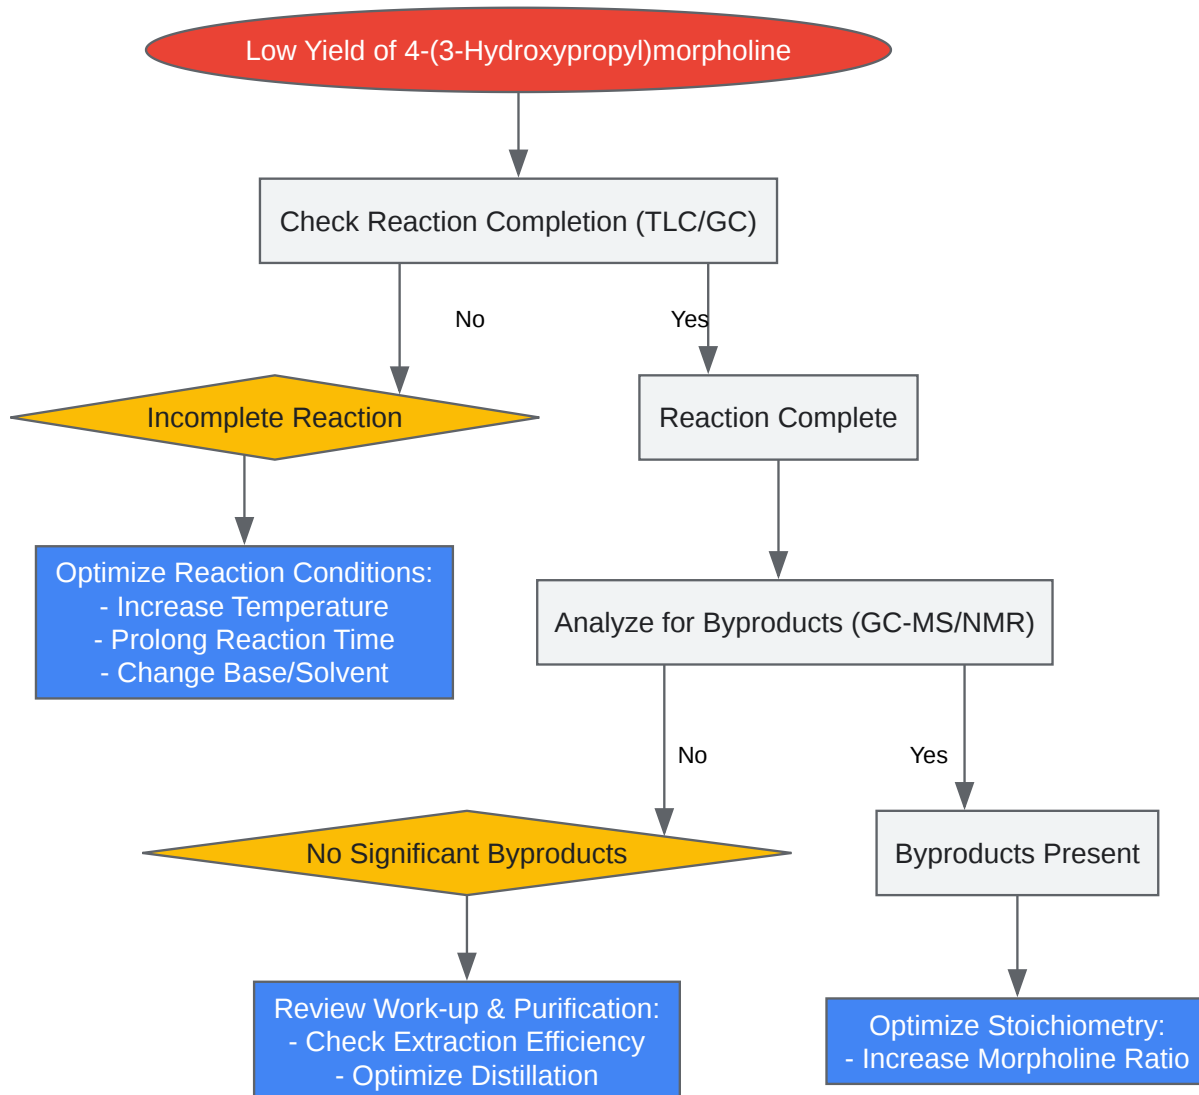 Low Yield of 4-(3-Hydroxypropyl)morpholine
Check Reaction Completion (TLC/GC)
No
Yes
Incomplete Reaction
Reaction Complete
Optimize Reaction Conditions:
- Increase Temperature
- Prolong Reaction Time
- Change Base/Solvent
Analyze for Byproducts (GC-MS/NMR)
No
Yes
No Significant Byproducts
Byproducts Present
Review Work-up & Purification:
- Check Extraction Efficiency
- Optimize Distillation
Optimize Stoichiometry:
- Increase Morpholine Ratio